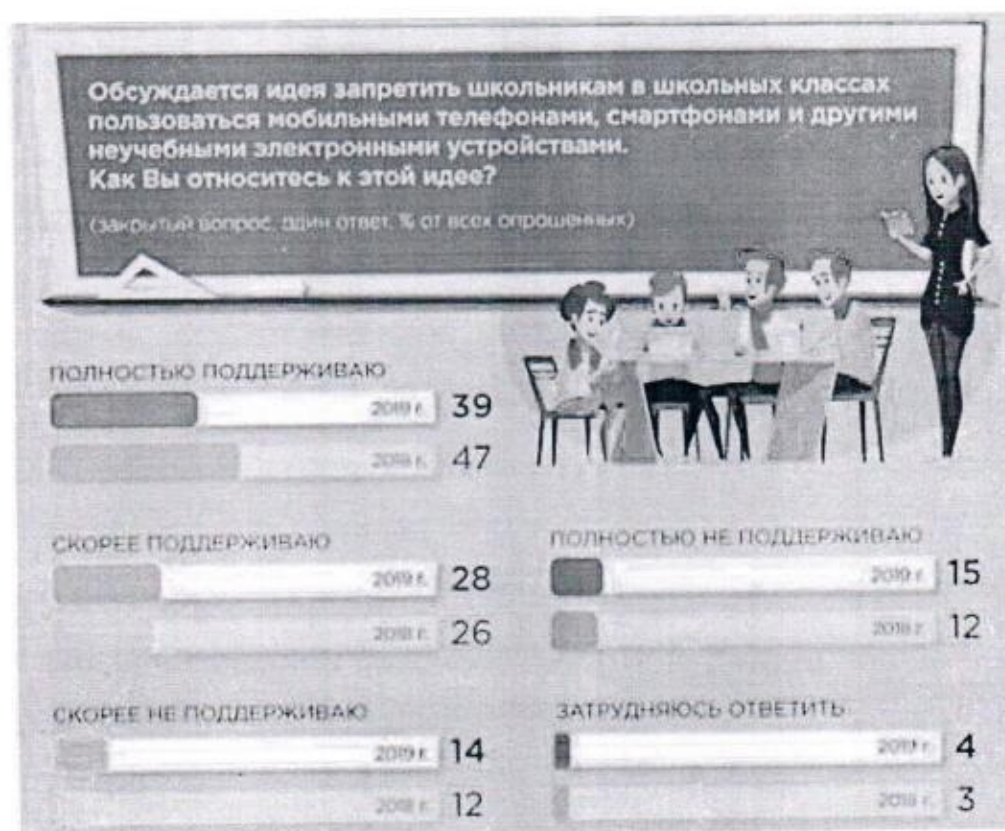 Обсуждается идея запретить школьникам в школьных классах
пользоваться мобильными телефонами, смартфонами и другими
неучебными электронными устройствами.
Как Вы относитесь к этой идее?
(закрытый вопрос, один ответ, % от всех опрошенных)
ПОЛНОСТЬЮ ПОДДЕРЖИВАЮ
2019 г. 39
2018 г. 47
СКОРЕЕ ПОДДЕРЖИВАЮ
2019 г. 28
2018 г. 26
СКОРЕЕ НЕ ПОДДЕРЖИВАЮ
2019 г. 14
2018 г. 12
ПОЛНОСТЬЮ НЕ ПОДДЕРЖИВАЮ
2019 г. 15
2018 г. 12
ЗАТРУДНЯЮСЬ ОТВЕТИТЬ
2019 г. 4
2018 г. 3